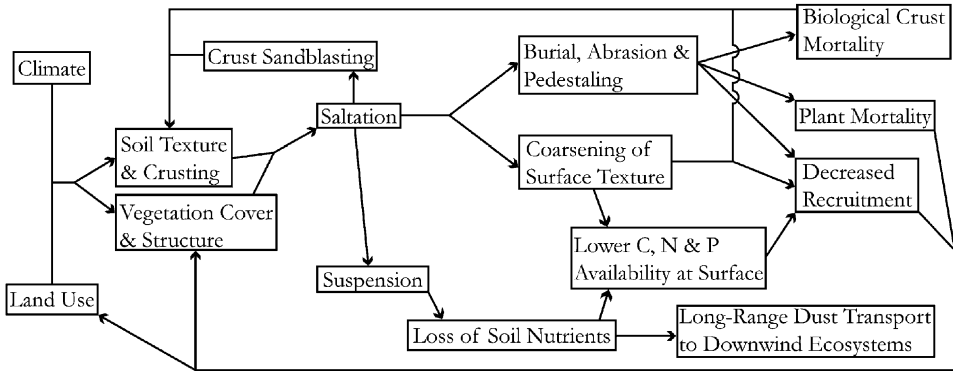 Climate
Crust Sandblasting
Burial, Abrasion &
Pedestaling
Biological Crust
Mortality
Saltation
Plant Mortality
Soil Texture
& Crusting
Coarsening of
Surface Texture
Decreased
Recruitment
Vegetation Cover
& Structure
Lower C, N & P
Availability at Surface
Suspension
Land Use
Loss of Soil Nutrients
Long-Range Dust Transport
to Downwind Ecosystems